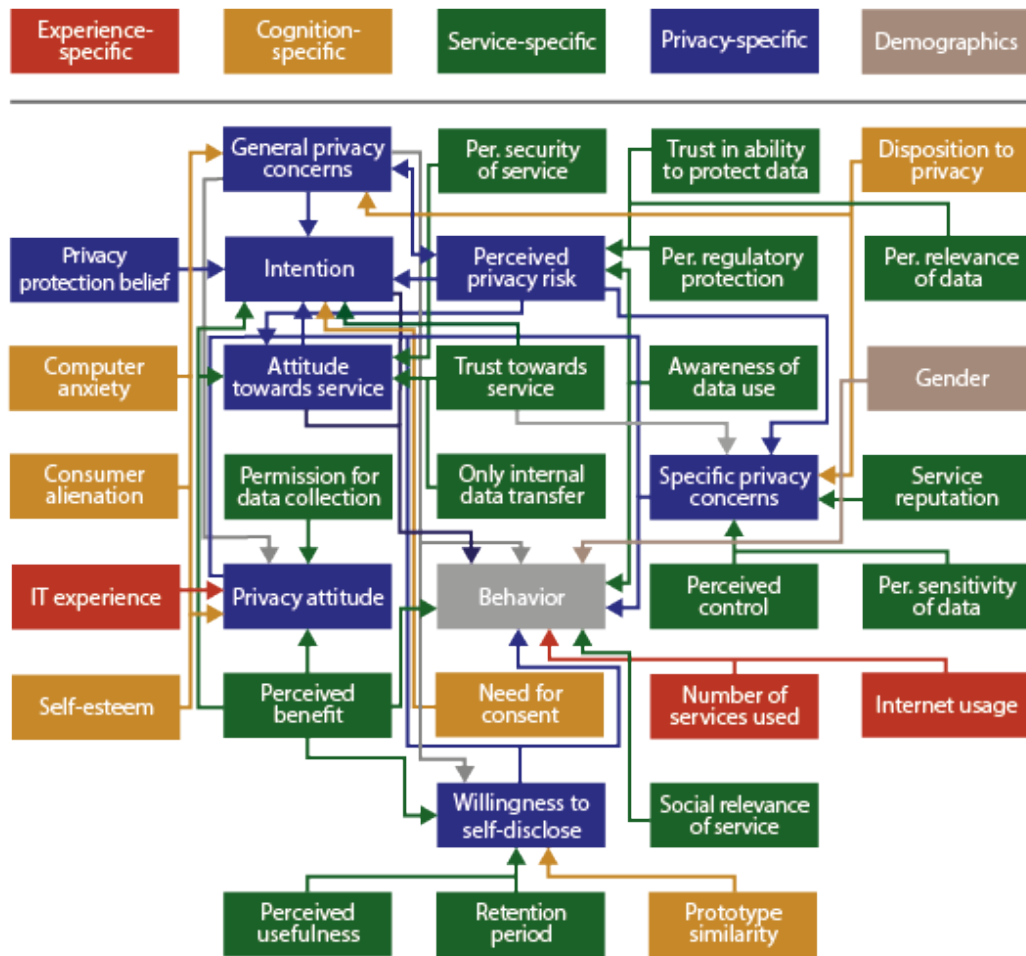 Experience-
specific
Cognition-
specific
Service-specific
Privacy-specific
Demographics
General privacy
concerns
Per. security
of service
Trust in ability
to protect data
Disposition to
privacy
Privacy
protection belief
Intention
Perceived
privacy risk
Per. regulatory
protection
Per. relevance
of data
Computer
anxiety
Attitude
towards service
Trust towards
service
Awareness of
data use
Gender
Consumer
alienation
Permission for
data collection
Only internal
data transfer
Specific privacy
concerns
Service
reputation
IT experience
Privacy attitude
Behavior
Perceived
control
Per. sensitivity
of data
Self-esteem
Perceived
benefit
Need for
consent
Number of
services used
Internet usage
Willingness to
self-disclose
Social relevance
of service
Perceived
usefulness
Retention
period
Prototype
similarity